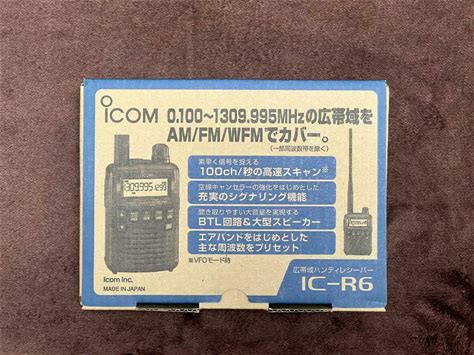 ICOM
0.100~1309.995MHzの広帯域を
AM/FM/WFMでカバー。
(一部周波数帯を除く)
素早く信号を捉える
100ch/秒の高速スキャン※
空線キャンセラーの強化をはじめとした
充実のシグナリング機能
聞き取りやすい大音量を実現する
BTL回路&大型スピーカー
エアバンドをはじめとした
主な周波数をプリセット
※VFOモード時
Icom Inc.
MADE IN JAPAN
広帯域ハンディレシーバー
IC-R6